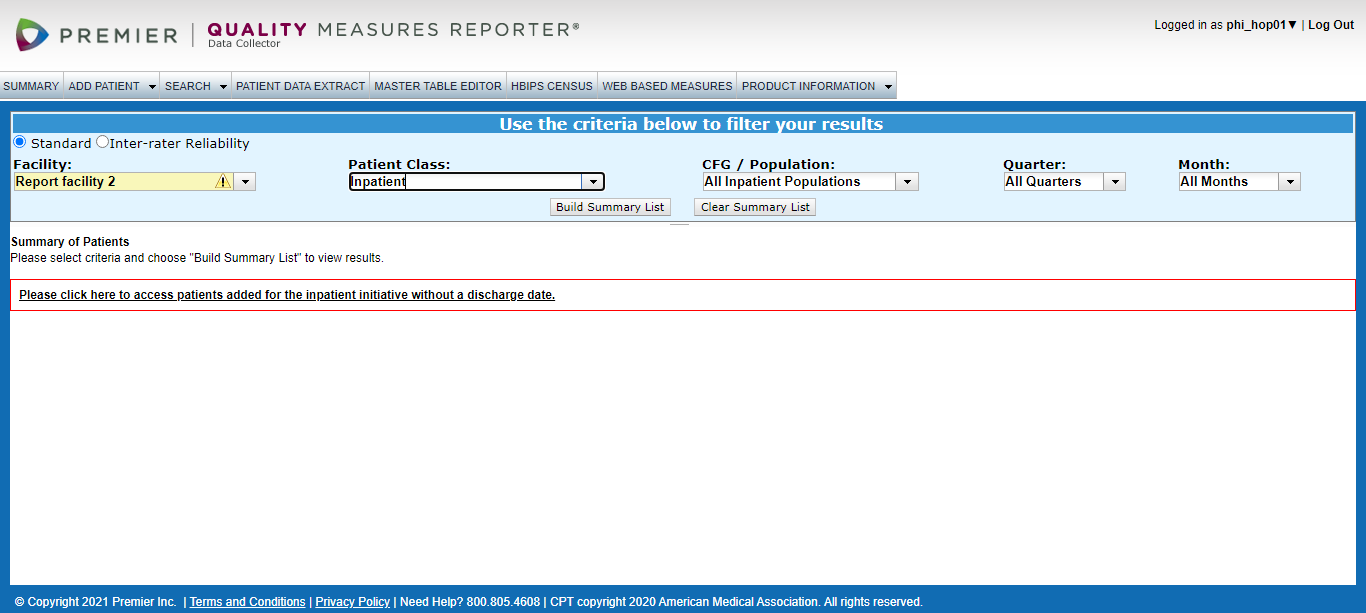 PREMIER | QUALITY MEASURES REPORTER®
Data Collector
Logged in as phi_hop01▼ | Log Out
SUMMARY ADD PATIENT SEARCH PATIENT DATA EXTRACT MASTER TABLE EDITOR HBIPS CENSUS WEB BASED MEASURES PRODUCT INFORMATION
Use the criteria below to filter your results
Standard Inter-rater Reliability
Facility: Patient Class: CFG / Population: Quarter: Month:
Report facility 2 Inpatient All Inpatient Populations All Quarters All Months
Build Summary List Clear Summary List
Summary of Patients
Please select criteria and choose "Build Summary List" to view results.
Please click here to access patients added for the inpatient initiative without a discharge date.
© Copyright 2021 Premier Inc. | Terms and Conditions | Privacy Policy | Need Help? 800.805.4608 | CPT copyright 2020 American Medical Association. All rights reserved.